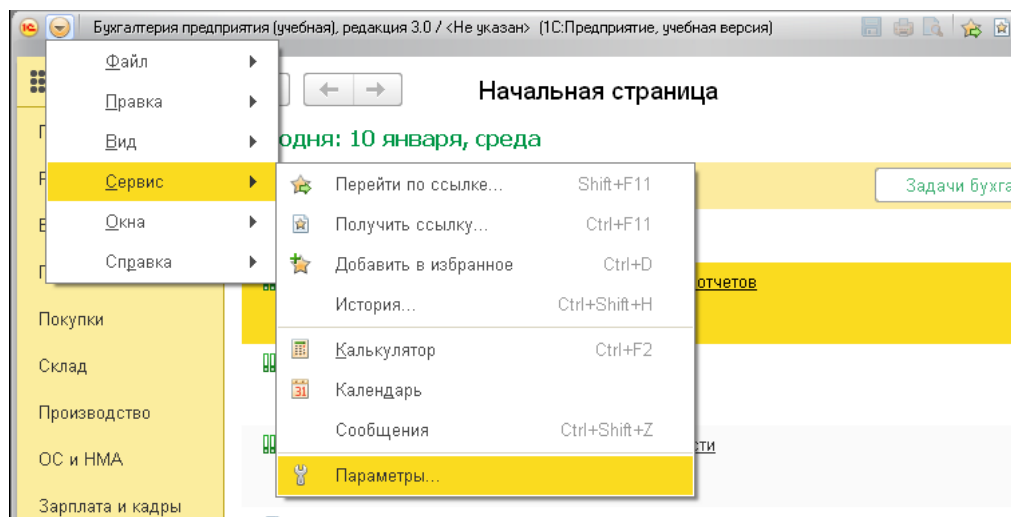 1С Бухгалтерия предприятия (учебная), редакция 3.0 / <Не указан> (1С:Предприятие, учебная версия)
Файл
Правка
Вид
Сервис
Окна
Справка
Начальная страница
одня: 10 января, среда
Задачи бухга
Перейти по ссылке... Shift+F11
Получить ссылку... Ctrl+F11
Добавить в избранное Ctrl+D
История... Ctrl+Shift+H
Калькулятор Ctrl+F2
31 Календарь
Сообщения Ctrl+Shift+Z
Параметры...
отчетов
сти
Покупки
Склад
Производство
ОС и НМА
Зарплата и кадры